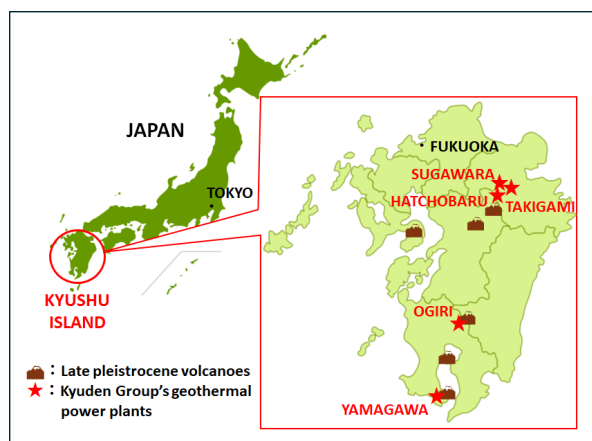 JAPAN
TOKYO
KYUSHU
ISLAND
FUKUOKA
SUGAWARA
HATCHOBARU
TAKIGAMI
OGIRI
YAMAGAWA
: Late pleistrocene volcanoes
: Kyuden Group's geothermal
power plants